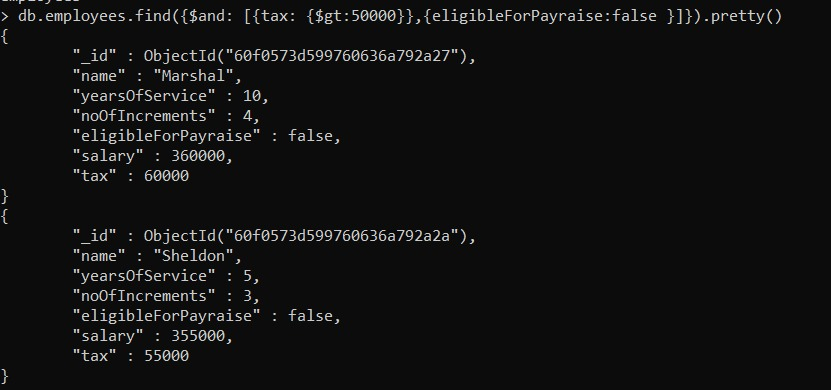 > db.employees.find({$and: [{tax: {$gt:50000}},{eligibleForPayraise:false }]}).pretty()
{
        "_id" : ObjectId("60f0573d599760636a792a27"),
        "name" : "Marshal",
        "yearsOfService" : 10,
        "noOfIncrements" : 4,
        "eligibleForPayraise" : false,
        "salary" : 360000,
        "tax" : 60000
}
{
        "_id" : ObjectId("60f0573d599760636a792a2a"),
        "name" : "Sheldon",
        "yearsOfService" : 5,
        "noOfIncrements" : 3,
        "eligibleForPayraise" : false,
        "salary" : 355000,
        "tax" : 55000
}